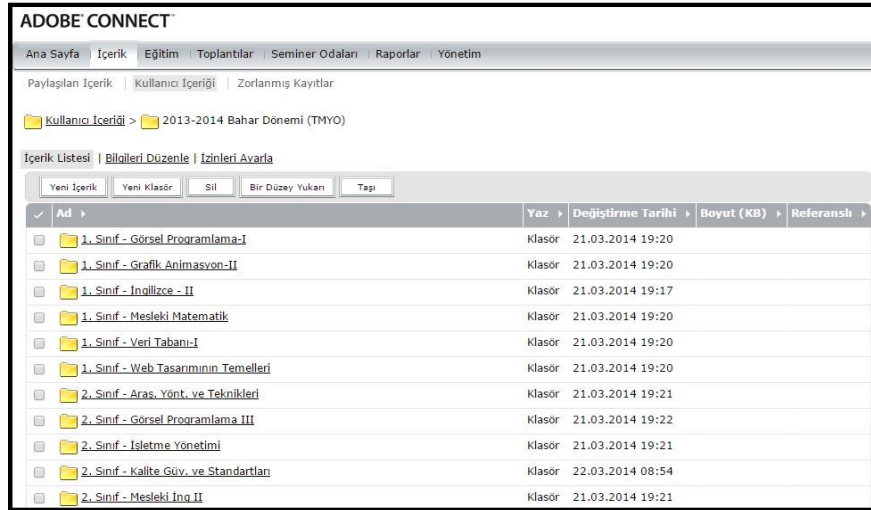 ADOBE® CONNECT™
Ana Sayfa | İçerik | Eğitim | Toplantılar | Seminer Odaları | Raporlar | Yönetim
Paylaşılan İçerik | Kullanıcı İçeriği | Zorlanmış Kayıtlar
Kullanıcı İçeriği > 2013-2014 Bahar Dönemi (TMYO)
İçerik Listesi | Bilgileri Düzenle | İzinleri Ayarla
Yeni İçerik Yeni Klasör Sil Bir Düzey Yukarı Taşı
Ad Yaz Değiştirme Tarihi Boyut (KB) Referanslı
1. Sınıf - Görsel Programlama-I Klasör 21.03.2014 19:20
1. Sınıf - Grafik Animasyon-II Klasör 21.03.2014 19:20
1. Sınıf - İngilizce - II Klasör 21.03.2014 19:17
1. Sınıf - Mesleki Matematik Klasör 21.03.2014 19:20
1. Sınıf - Veri Tabanı-I Klasör 21.03.2014 19:20
1. Sınıf - Web Tasarımının Temelleri Klasör 21.03.2014 19:20
2. Sınıf - Araş. Yönt. ve Teknikleri Klasör 21.03.2014 19:21
2. Sınıf - Görsel Programlama III Klasör 21.03.2014 19:22
2. Sınıf - İşletme Yönetimi Klasör 21.03.2014 19:21
2. Sınıf - Kalite Güv. ve Standartları Klasör 22.03.2014 08:54
2. Sınıf - Mesleki İng II Klasör 21.03.2014 19:21